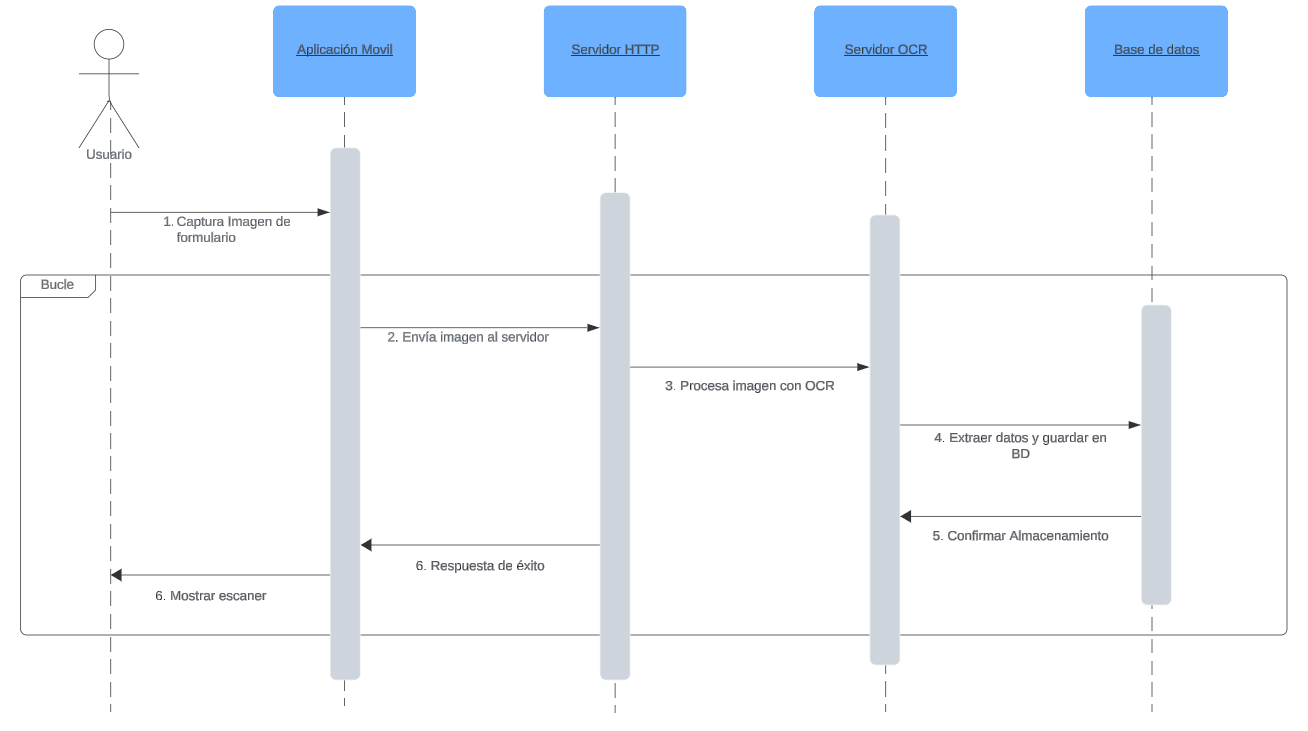 Aplicación Movil
Servidor HTTP
Servidor OCR
Base de datos
Usuario
1. Captura Imagen de
formulario
Bucle
2. Envía imagen al servidor
3. Procesa imagen con OCR
4. Extraer datos y guardar en
BD
5. Confirmar Almacenamiento
6. Respuesta de éxito
6. Mostrar escaner